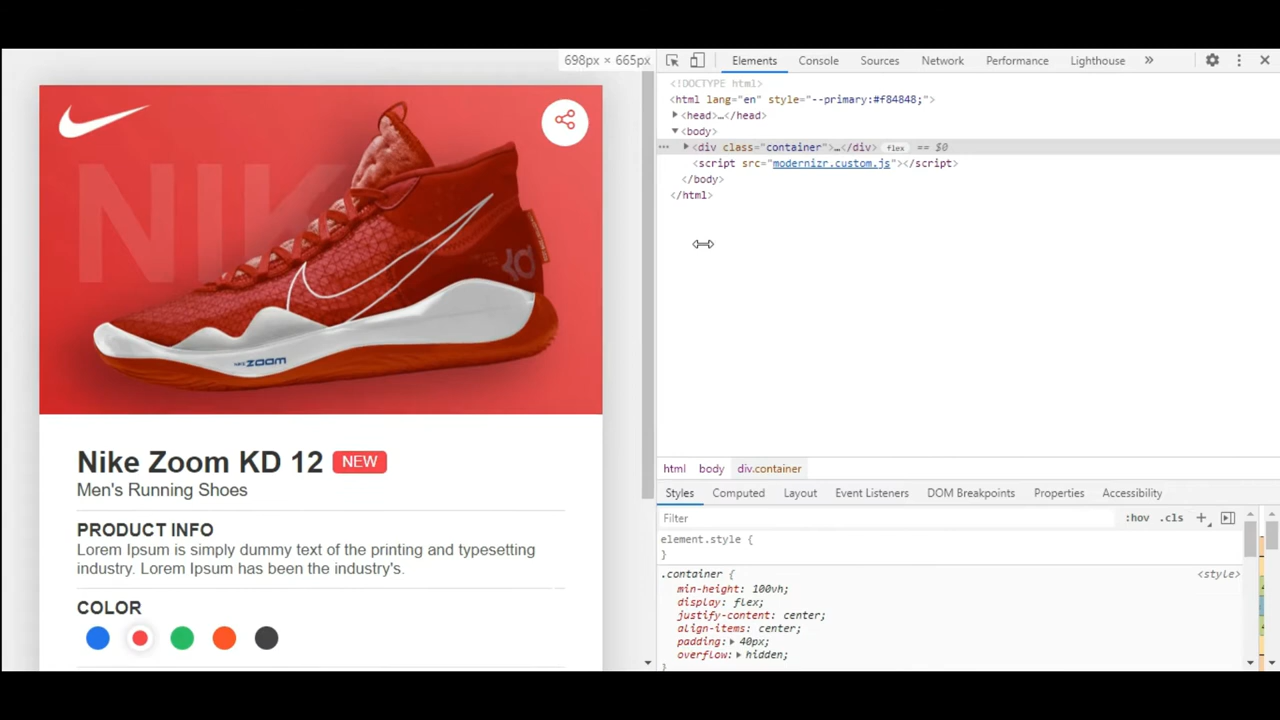 698px × 665px
NIK
ZOOM
Nike Zoom KD 12 NEW
Men's Running Shoes
PRODUCT INFO
Lorem Ipsum is simply dummy text of the printing and typesetting
industry. Lorem Ipsum has been the industry's.
COLOR
Elements Console Sources Network Performance Lighthouse »
<!DOCTYPE html>
<html lang="en" style="--primary:#f84848;">
<head>…</head>
<body>
<div class="container">…</div> flex == $0
<script src="modernizr.custom.js"></script>
</body>
</html>
html body div.container
Styles Computed Layout Event Listeners DOM Breakpoints Properties Accessibility
Filter :hov .cls +
element.style {
}
.container { <style>
min-height: 100vh;
display: flex;
justify-content: center;
align-items: center;
padding: 40px;
overflow: hidden;
}